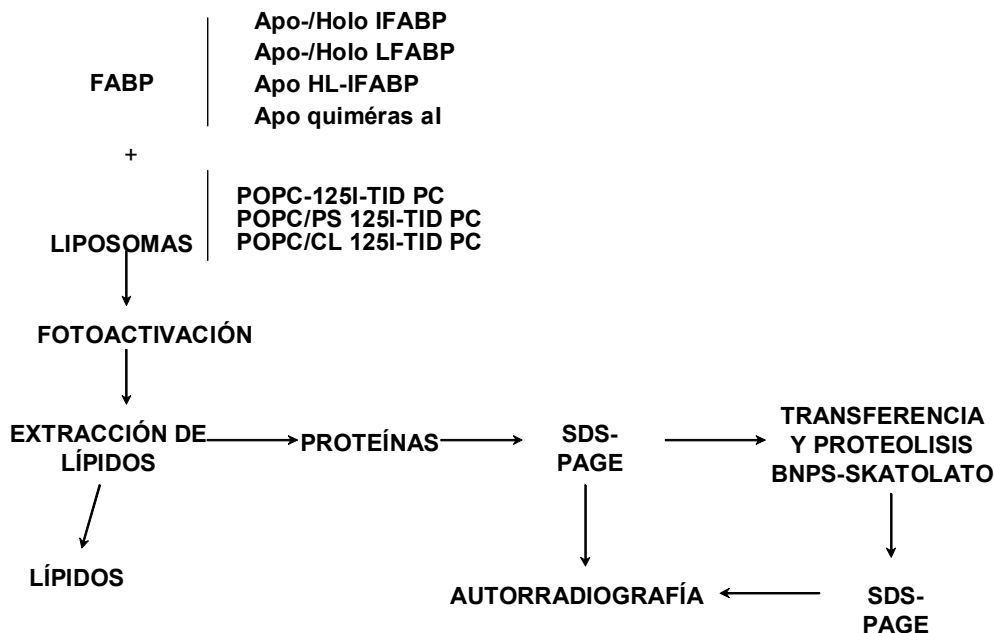 Apo-/Holo IFABP
Apo-/Holo LFABP
FABP
Apo HL-IFABP
Apo quiméras aI
+
POPC-125I-TID PC
POPC/PS 125I-TID PC
POPC/CL 125I-TID PC
LIPOSOMAS
FOTOACTIVACIÓN
EXTRACCIÓN DE
LÍPIDOS
PROTEÍNAS
SDS-
PAGE
TRANSFERENCIA
Y PROTEOLISIS
BNPS-SKATOLATO
LÍPIDOS
AUTORRADIOGRAFÍA
SDS-
PAGE